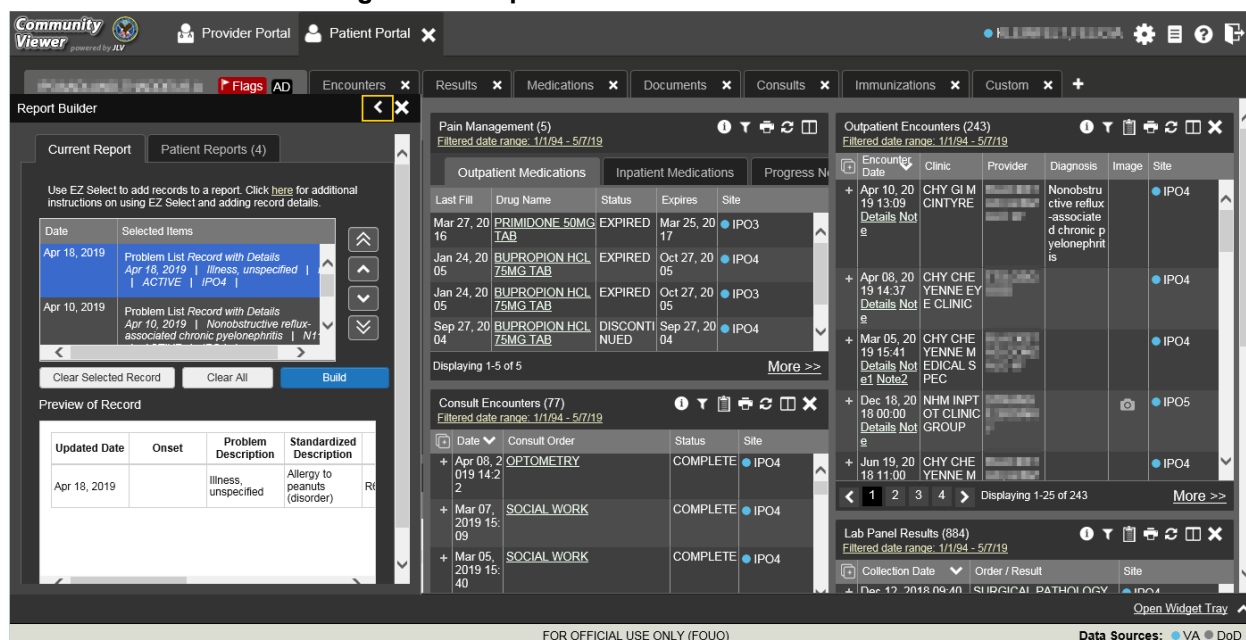 Community
Viewer powered by JLV
Provider Portal
Patient Portal
Flags AD
Encounters
Results
Medications
Documents
Consults
Immunizations
Custom
Report Builder
Current Report
Patient Reports (4)
Use EZ Select to add records to a report. Click here for additional
instructions on using EZ Select and adding record details.
Date Selected Items
Apr 18, 2019 Problem List Record with Details
Apr 18, 2019 | Illness, unspecified |
| ACTIVE | IPO4 |
Apr 10, 2019 Problem List Record with Details
Apr 10, 2019 | Nonobstructive reflux-
associated chronic pyelonephritis | N1
Clear Selected Record Clear All Build
Preview of Record
Updated Date Onset Problem Description Standardized Description
Apr 18, 2019 Illness, unspecified Allergy to peanuts (disorder) R6
Pain Management (5)
Filtered date range: 1/1/94 - 5/7/19
Outpatient Medications Inpatient Medications Progress N
Last Fill Drug Name Status Expires Site
Mar 27, 20 PRIMIDONE 50MG EXPIRED Mar 25, 20 IPO3
16 TAB 17
Jan 24, 20 BUPROPION HCL EXPIRED Oct 27, 20 IPO4
05 75MG TAB 05
Jan 24, 20 BUPROPION HCL EXPIRED Oct 27, 20 IPO3
05 75MG TAB 05
Sep 27, 20 BUPROPION HCL DISCONTI Sep 27, 20 IPO4
04 75MG TAB NUED 04
Displaying 1-5 of 5 More >>
Consult Encounters (77)
Filtered date range: 1/1/94 - 5/7/19
Date Consult Order Status Site
+ Apr 08, 2 OPTOMETRY COMPLETE IPO4
019 14:2
2
+ Mar 07, SOCIAL WORK COMPLETE IPO4
2019 15:
09
+ Mar 05, SOCIAL WORK COMPLETE IPO4
2019 15:
40
Outpatient Encounters (243)
Filtered date range: 1/1/94 - 5/7/19
Encounter Date Clinic Provider Diagnosis Image Site
+ Apr 10, 20 CHY GI M Nonobstru IPO4
19 13:09 CINTYRE ctive reflux
Details Not -associate
e d chronic p
yelonephrit
is
+ Apr 08, 20 CHY CHE IPO4
19 14:37 YENNE EY
Details Not E CLINIC
e
+ Mar 05, 20 CHY CHE IPO4
19 15:41 YENNE M
Details Not EDICAL S
e1 Note2 PEC
+ Dec 18, 20 NHM INPT IPO5
18 00:00 OT CLINIC
Details Not GROUP
e
+ Jun 19, 20 CHY CHE IPO4
18 11:00 YENNE M
1 2 3 4 Displaying 1-25 of 243 More >>
Lab Panel Results (884)
Filtered date range: 1/1/94 - 5/7/19
Collection Date Order / Result Site
+ Dec 12, 2018 09:40 SURGICAL PATHOLOGY IPO4
Open Widget Tray
FOR OFFICIAL USE ONLY (FOUO)
Data Sources: VA DoD